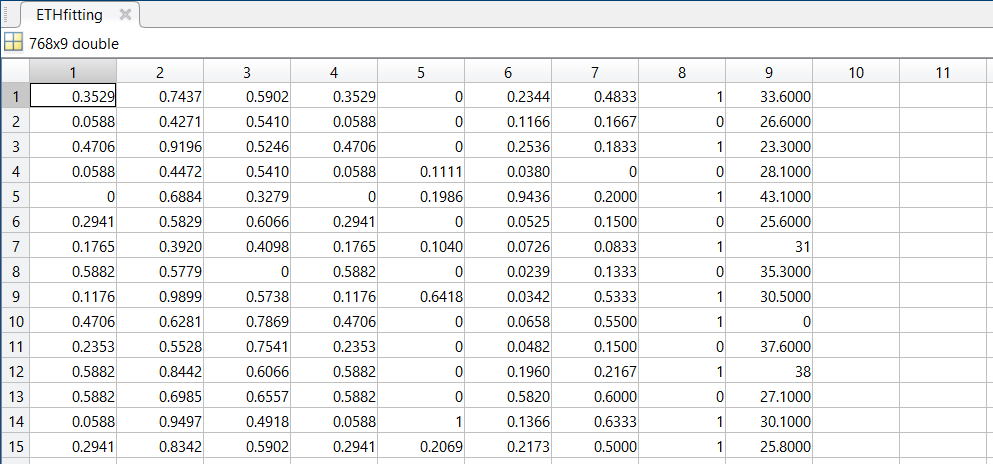 ETHfitting
768x9 double
1 2 3 4 5 6 7 8 9 10 11
1 0.3529 0.7437 0.5902 0.3529 0 0.2344 0.4833 1 33.6000
2 0.0588 0.4271 0.5410 0.0588 0 0.1166 0.1667 0 26.6000
3 0.4706 0.9196 0.5246 0.4706 0 0.2536 0.1833 1 23.3000
4 0.0588 0.4472 0.5410 0.0588 0.1111 0.0380 0 0 28.1000
5 0 0.6884 0.3279 0 0.1986 0.9436 0.2000 1 43.1000
6 0.2941 0.5829 0.6066 0.2941 0 0.0525 0.1500 0 25.6000
7 0.1765 0.3920 0.4098 0.1765 0.1040 0.0726 0.0833 1 31
8 0.5882 0.5779 0 0.5882 0 0.0239 0.1333 0 35.3000
9 0.1176 0.9899 0.5738 0.1176 0.6418 0.0342 0.5333 1 30.5000
10 0.4706 0.6281 0.7869 0.4706 0 0.0658 0.5500 1 0
11 0.2353 0.5528 0.7541 0.2353 0 0.0482 0.1500 0 37.6000
12 0.5882 0.8442 0.6066 0.5882 0 0.1960 0.2167 1 38
13 0.5882 0.6985 0.6557 0.5882 0 0.5820 0.6000 0 27.1000
14 0.0588 0.9497 0.4918 0.0588 1 0.1366 0.6333 1 30.1000
15 0.2941 0.8342 0.5902 0.2941 0.2069 0.2173 0.5000 1 25.8000